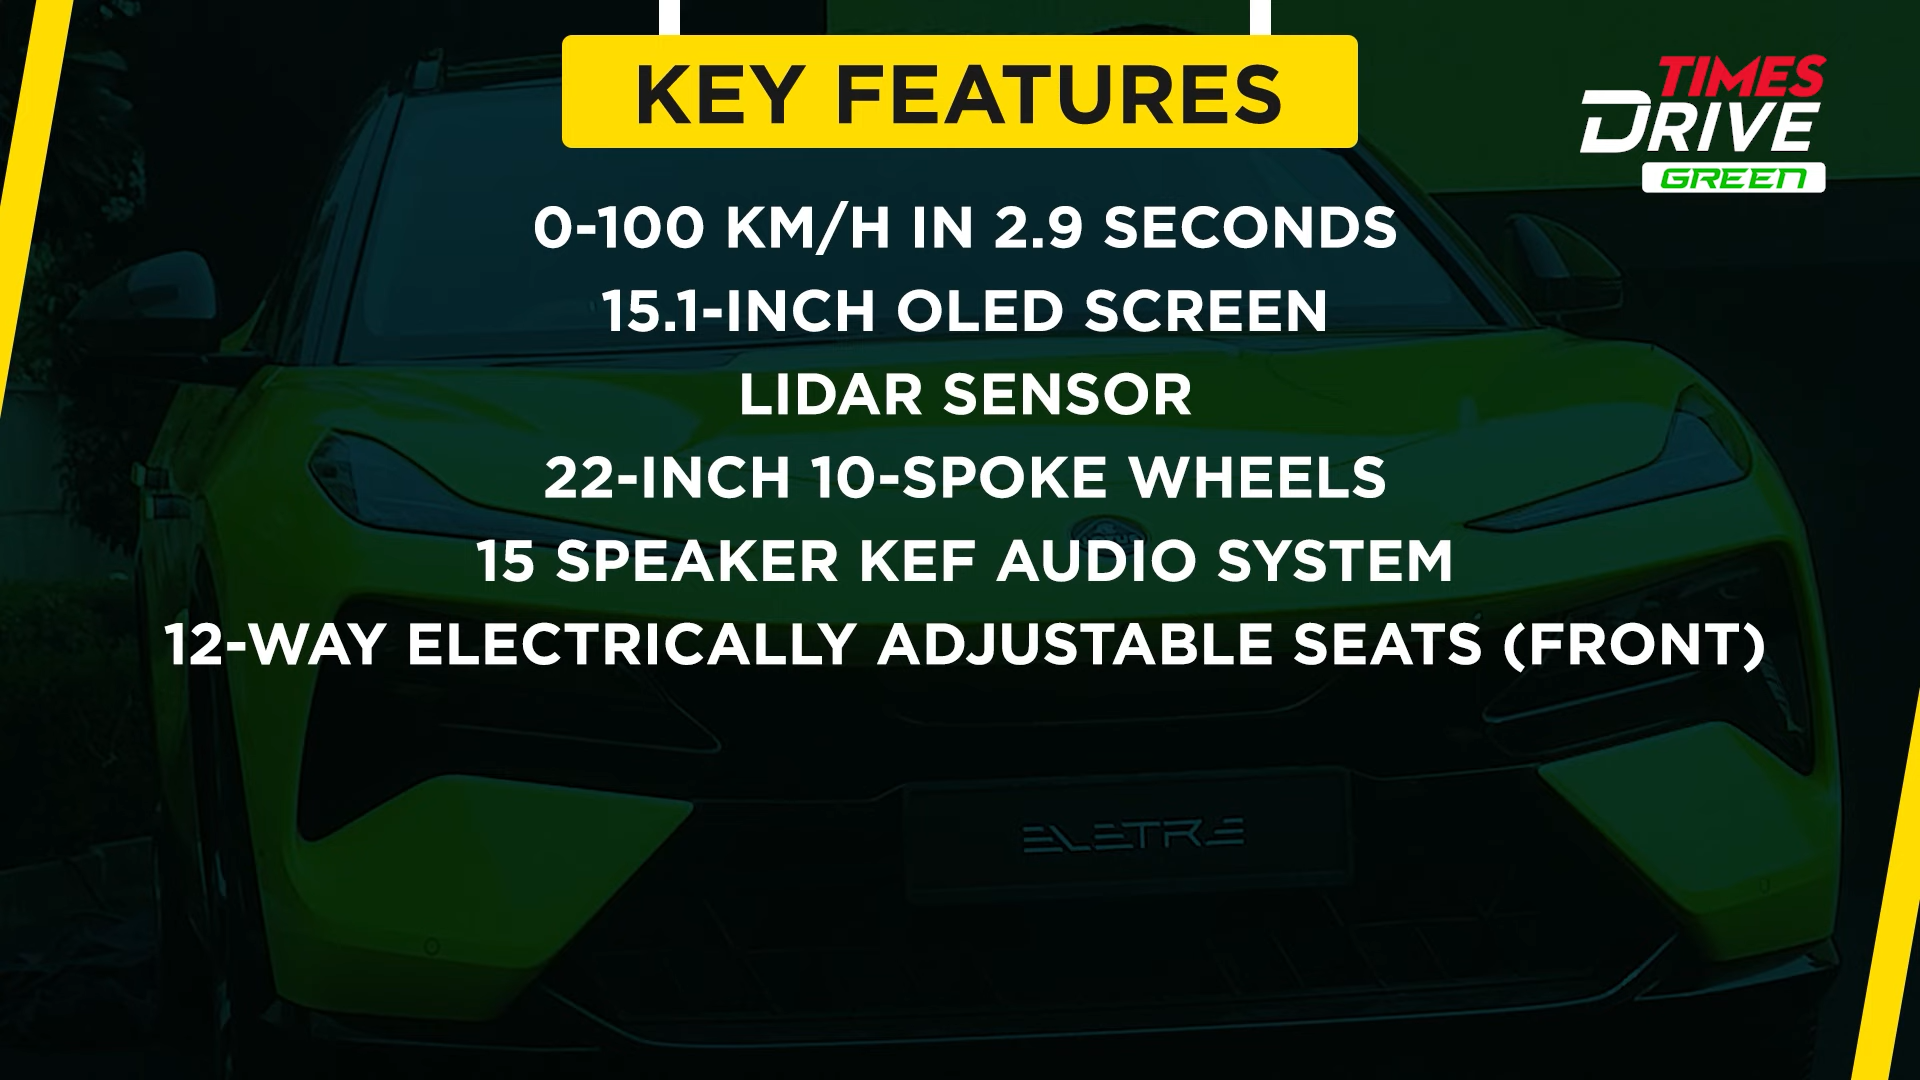 KEY FEATURES
TIMES
DRIVE
GREEN
0-100 KM/H IN 2.9 SECONDS
15.1-INCH OLED SCREEN
LIDAR SENSOR
22-INCH 10-SPOKE WHEELS
LOTUS
15 SPEAKER KEF AUDIO SYSTEM
12-WAY ELECTRICALLY ADJUSTABLE SEATS (FRONT)
ELETRE